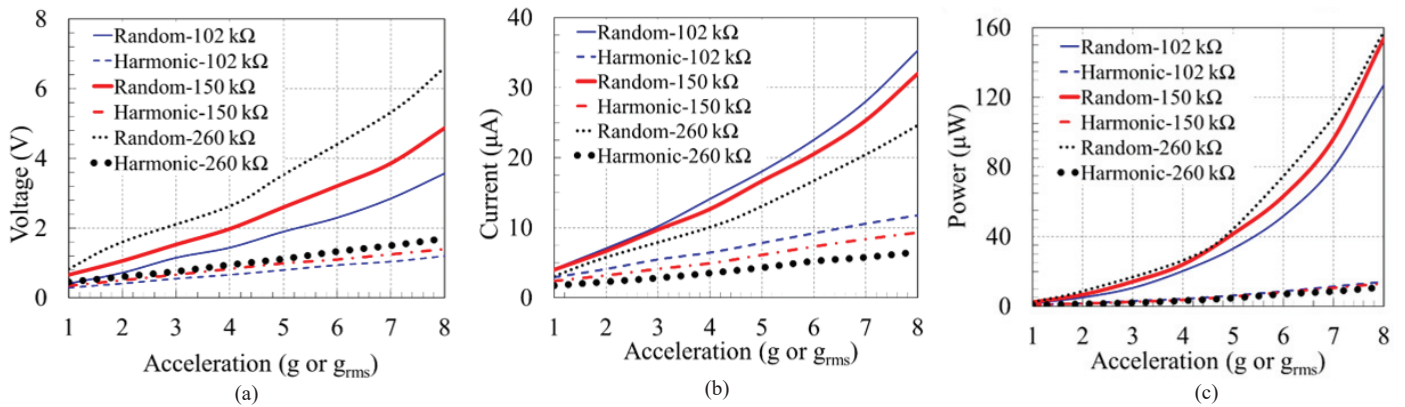 Voltage (V)
8
6
4
2
0
Random-102 kΩ
Harmonic-102 kΩ
Random-150 kΩ
Harmonic-150 kΩ
Random-260 kΩ
Harmonic-260 kΩ
1 2 3 4 5 6 7 8
Acceleration (g or grms)
(a)
Current (μA)
40
30
20
10
0
Random-102 kΩ
Harmonic-102 kΩ
Random-150 kΩ
Harmonic-150 kΩ
Random-260 kΩ
Harmonic-260 kΩ
1 2 3 4 5 6 7 8
Acceleration (g or grms)
(b)
Power (μW)
160
120
80
40
0
Random-102 kΩ
Harmonic-102 kΩ
Random-150 kΩ
Harmonic-150 kΩ
Random-260 kΩ
Harmonic-260 kΩ
1 2 3 4 5 6 7 8
Acceleration (g or grms)
(c)